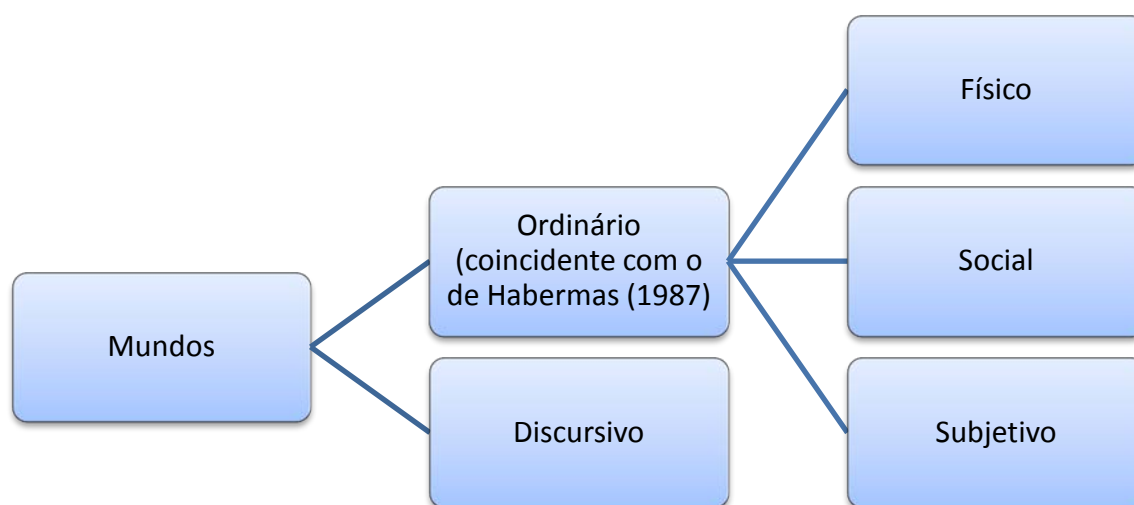 Mundos
Ordinário
(coincidente com o
de Habermas (1987)
Discursivo
Físico
Social
Subjetivo